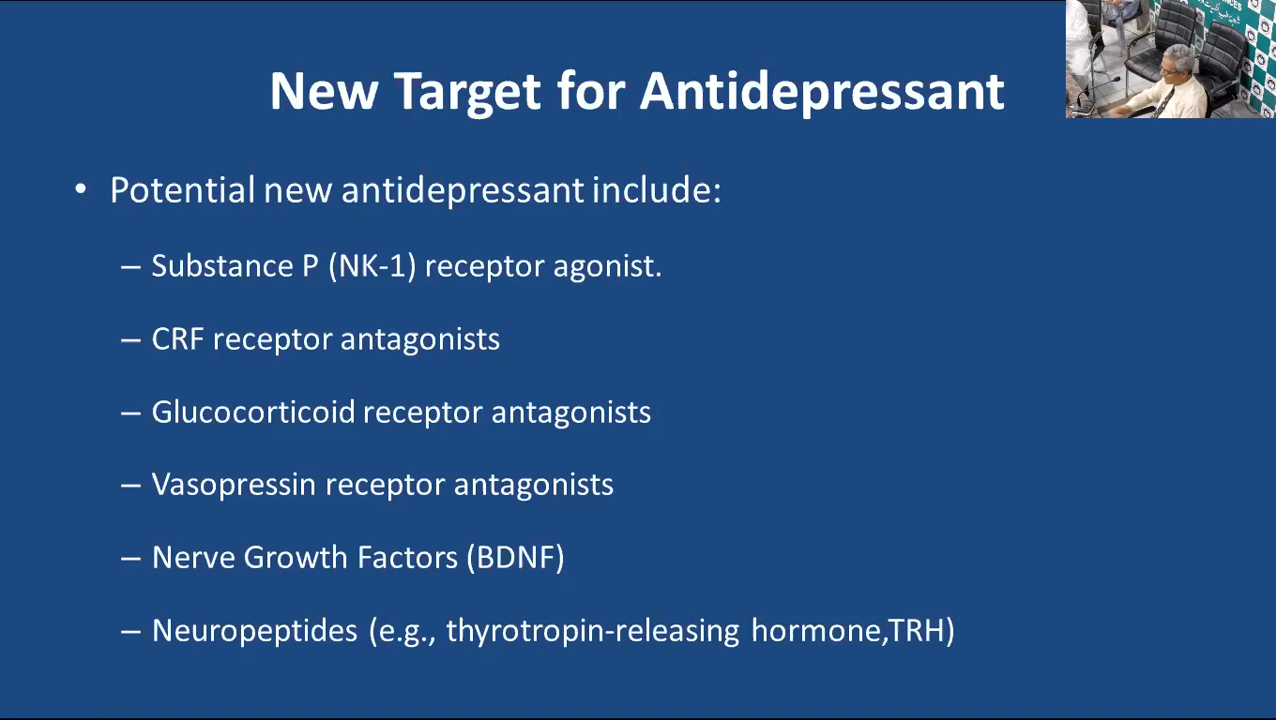 New Target for Antidepressant
• Potential new antidepressant include:
– Substance P (NK-1) receptor agonist.
– CRF receptor antagonists
– Glucocorticoid receptor antagonists
– Vasopressin receptor antagonists
– Nerve Growth Factors (BDNF)
– Neuropeptides (e.g., thyrotropin-releasing hormone,TRH)